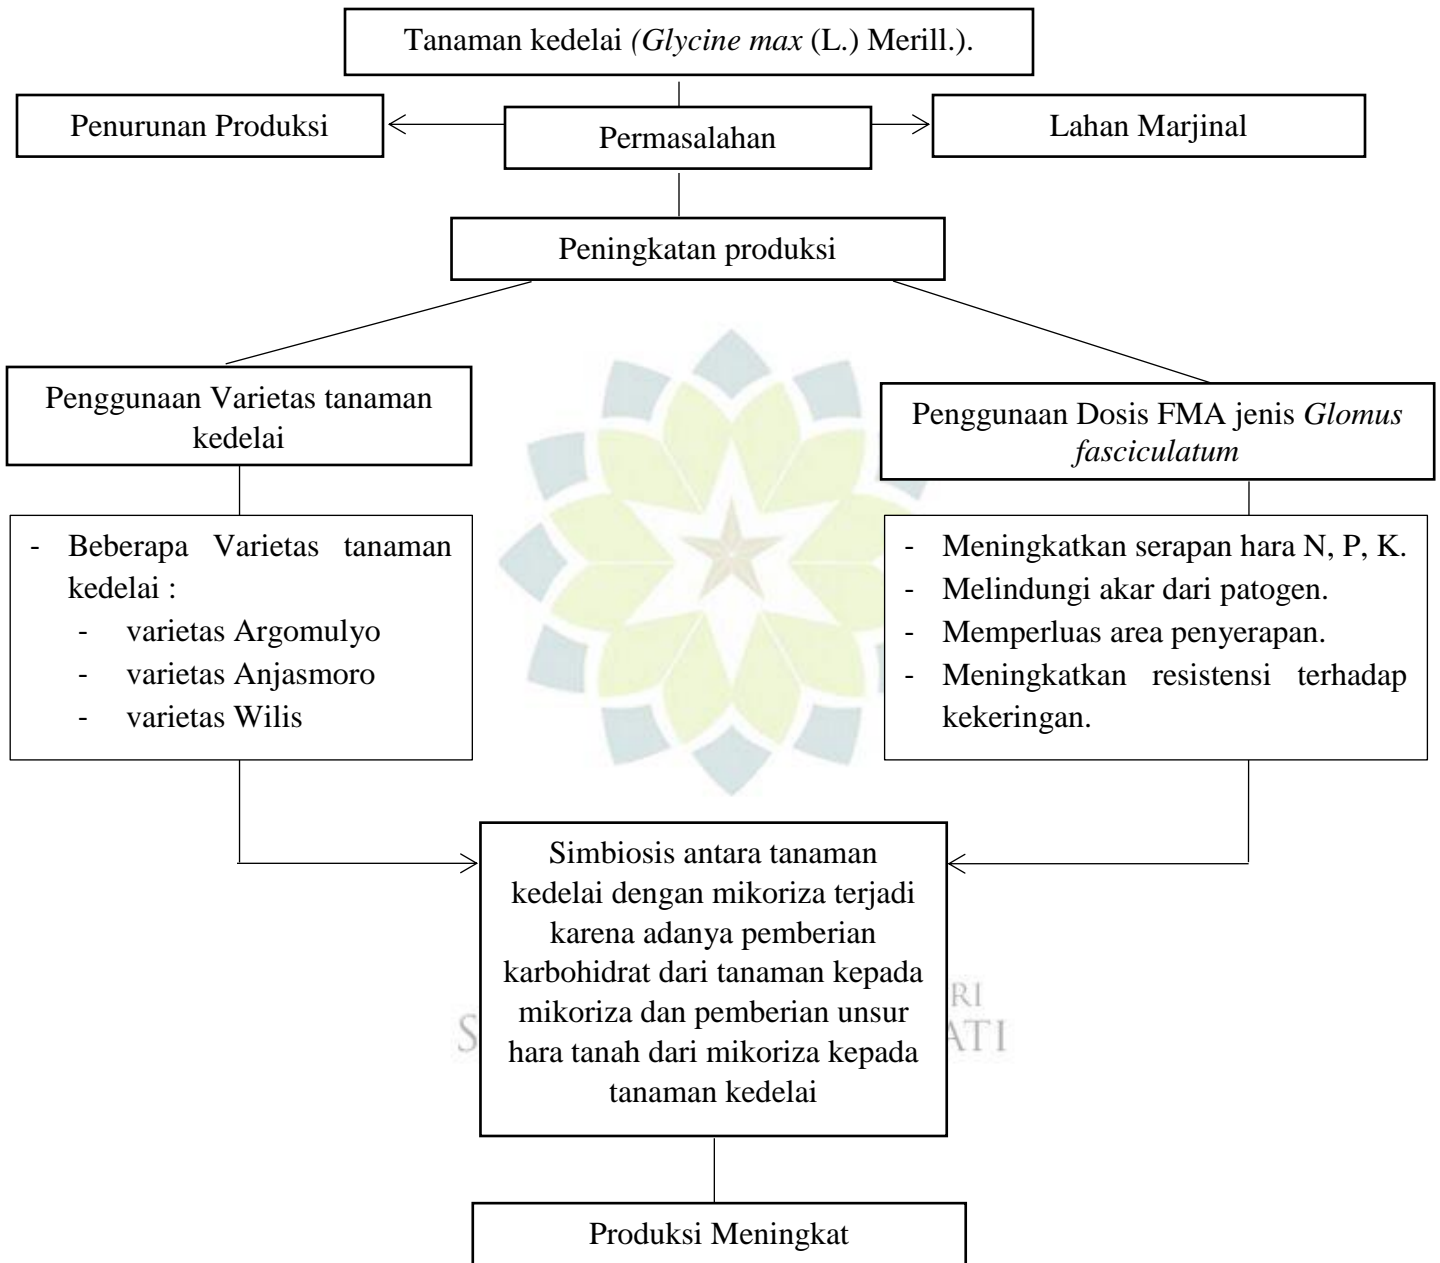 Tanaman kedelai (Glycine max (L.) Merill.).
Penurunan Produksi
Permasalahan
Lahan Marjinal
Peningkatan produksi
Penggunaan Varietas tanaman
kedelai
Penggunaan Dosis FMA jenis Glomus
fasciculatum
- Beberapa Varietas tanaman
kedelai :
- varietas Argomulyo
- varietas Anjasmoro
- varietas Wilis
- Meningkatkan serapan hara N, P, K.
- Melindungi akar dari patogen.
- Memperluas area penyerapan.
- Meningkatkan resistensi terhadap
kekeringan.
Simbiosis antara tanaman
kedelai dengan mikoriza terjadi
karena adanya pemberian
karbohidrat dari tanaman kepada
mikoriza dan pemberian unsur
hara tanah dari mikoriza kepada
tanaman kedelai
Produksi Meningkat